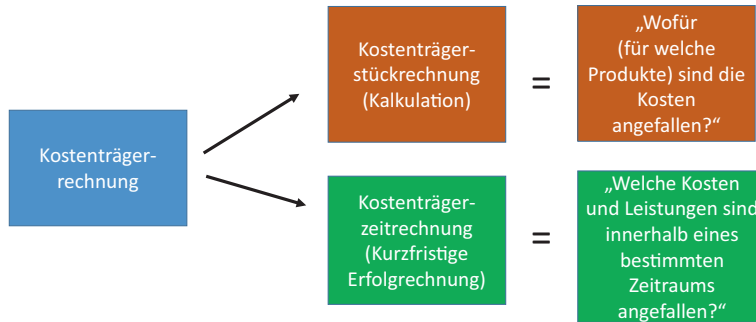 Kostenträger-
rechnung
Kostenträger-
stückrechnung
(Kalkulation)
=
„Wofür
(für welche
Produkte) sind die
Kosten
angefallen?“
Kostenträger-
zeitrechnung
(Kurzfristige
Erfolgrechnung)
=
„Welche Kosten
und Leistungen sind
innerhalb eines
bestimmten
Zeitraums
angefallen?“